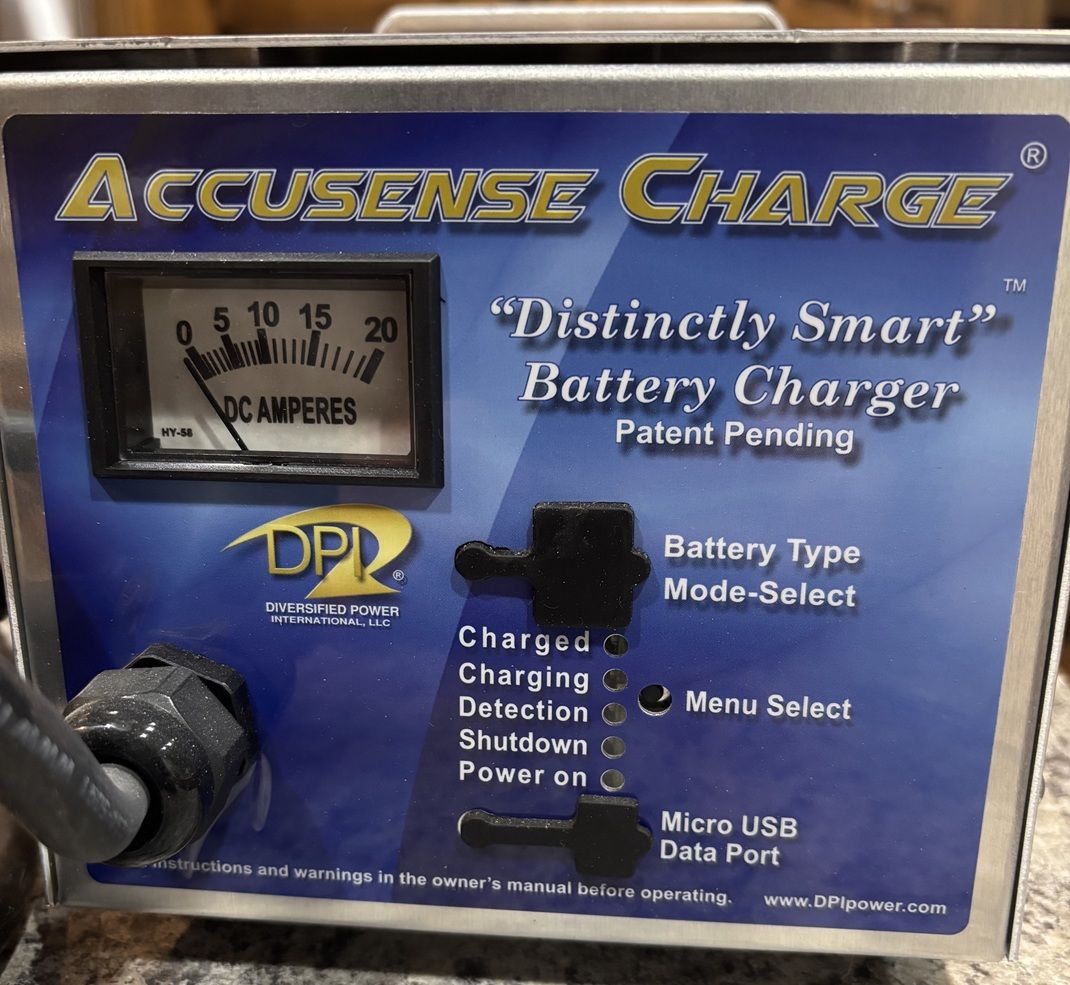 ACCUSENSE CHARGE ®
0 5 10 15 20
DC AMPERES
HY-58
"Distinctly Smart" ™
Battery Charger
Patent Pending
DPI ®
DIVERSIFIED POWER
INTERNATIONAL, LLC
Battery Type
Mode-Select
Charged
Charging
Detection
Shutdown
Power on
Menu Select
Micro USB
Data Port
instructions and warnings in the owner's manual before operating.
www.DPIpower.com